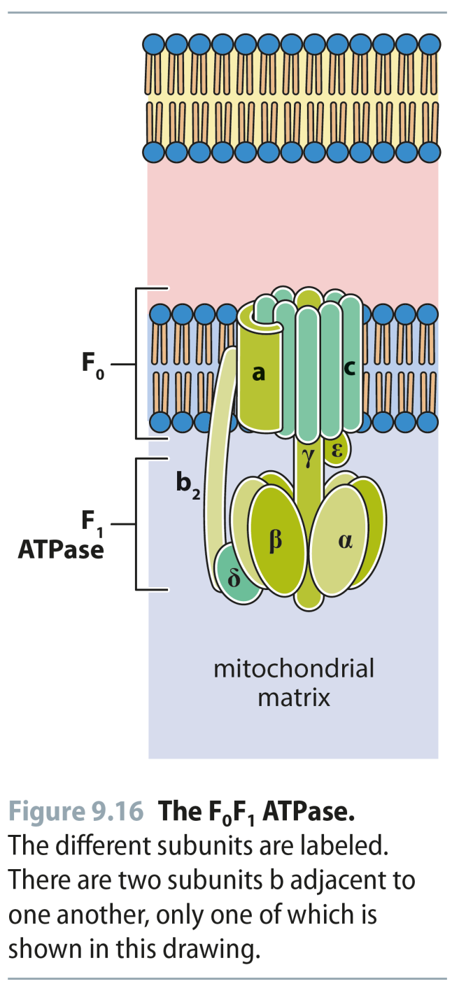 F₀
a
c
γ
ε
b₂
F₁
ATPase
β
α
δ
mitochondrial
matrix
Figure 9.16 The F₀F₁ ATPase.
The different subunits are labeled.
There are two subunits b adjacent to
one another, only one of which is
shown in this drawing.